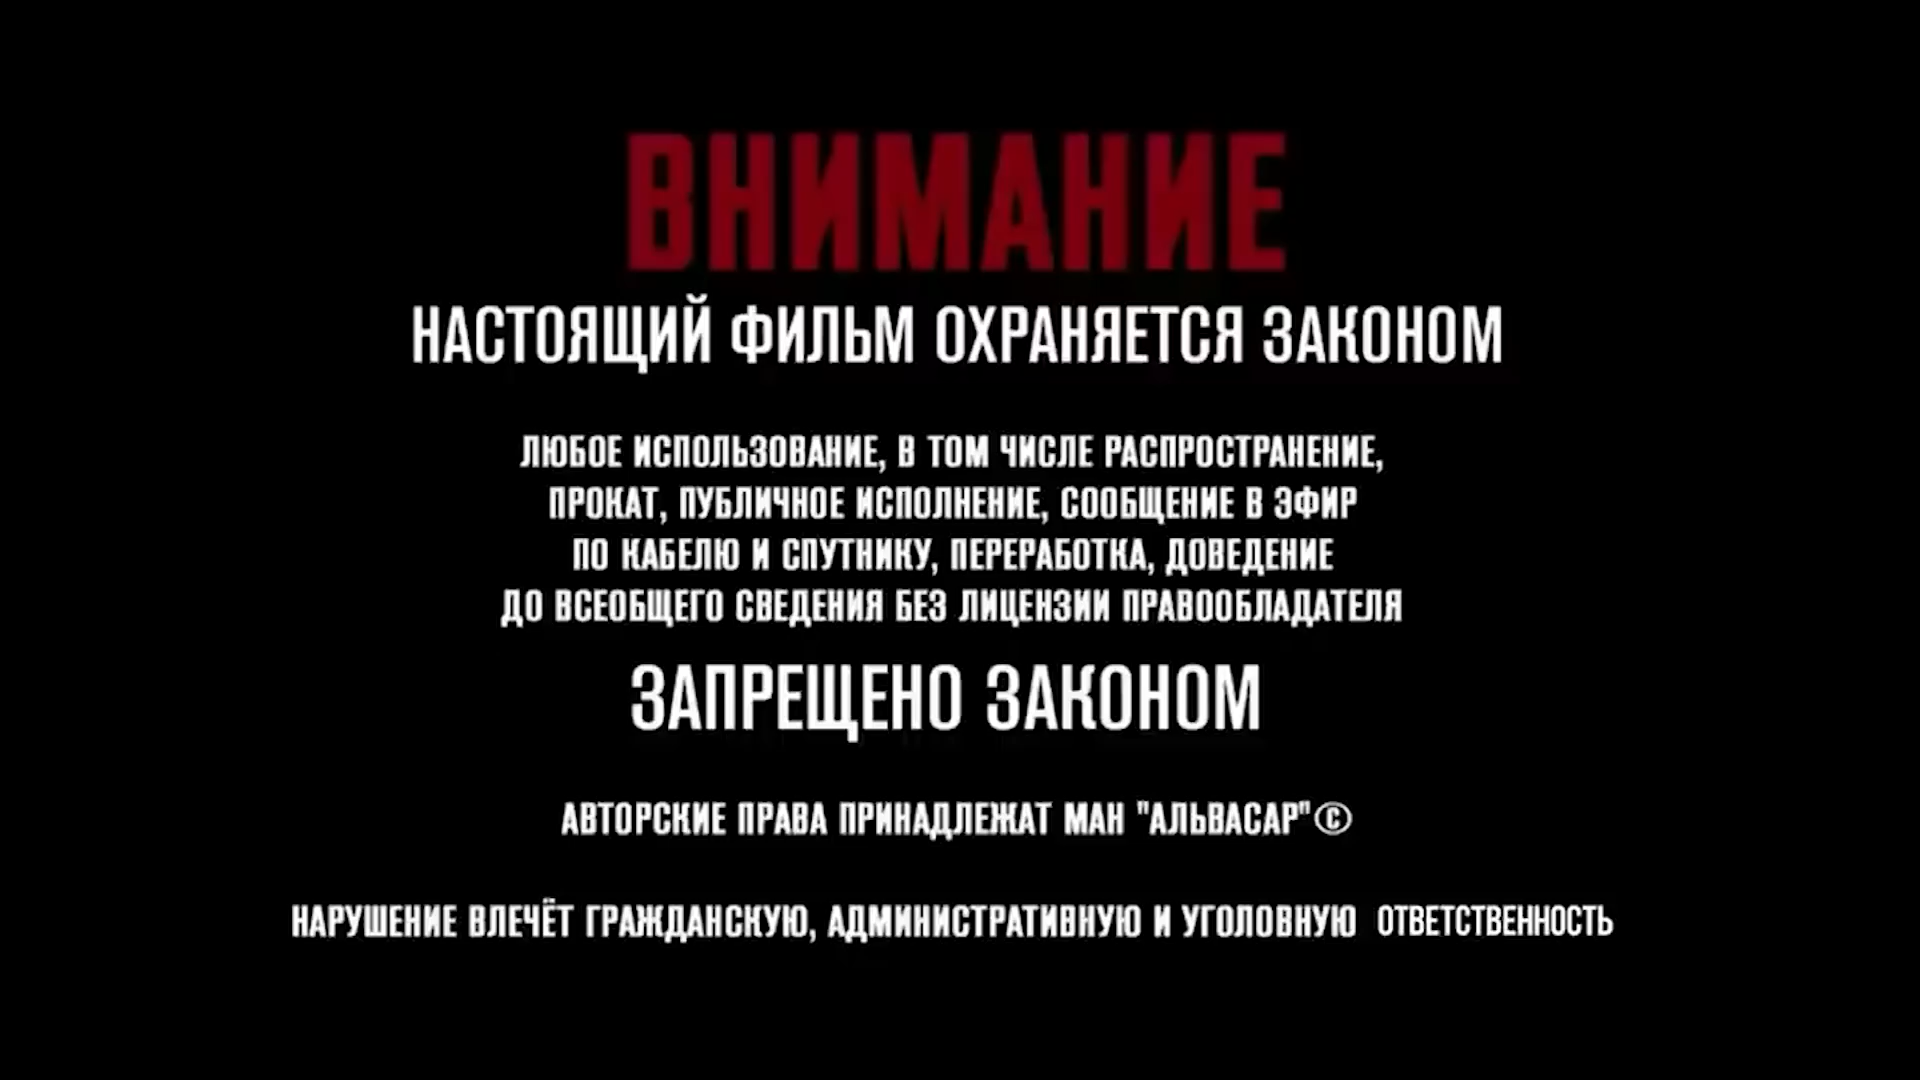 ВНИМАНИЕ
НАСТОЯЩИЙ ФИЛЬМ ОХРАНЯЕТСЯ ЗАКОНОМ
ЛЮБОЕ ИСПОЛЬЗОВАНИЕ, В ТОМ ЧИСЛЕ РАСПРОСТРАНЕНИЕ,
ПРОКАТ, ПУБЛИЧНОЕ ИСПОЛНЕНИЕ, СООБЩЕНИЕ В ЭФИР
ПО КАБЕЛЮ И СПУТНИКУ, ПЕРЕРАБОТКА, ДОВЕДЕНИЕ
ДО ВСЕОБЩЕГО СВЕДЕНИЯ БЕЗ ЛИЦЕНЗИИ ПРАВООБЛАДАТЕЛЯ
ЗАПРЕЩЕНО ЗАКОНОМ
АВТОРСКИЕ ПРАВА ПРИНАДЛЕЖАТ МАН "АЛЬВАСАР"©
НАРУШЕНИЕ ВЛЕЧЁТ ГРАЖДАНСКУЮ, АДМИНИСТРАТИВНУЮ И УГОЛОВНУЮ ОТВЕТСТВЕННОСТЬ